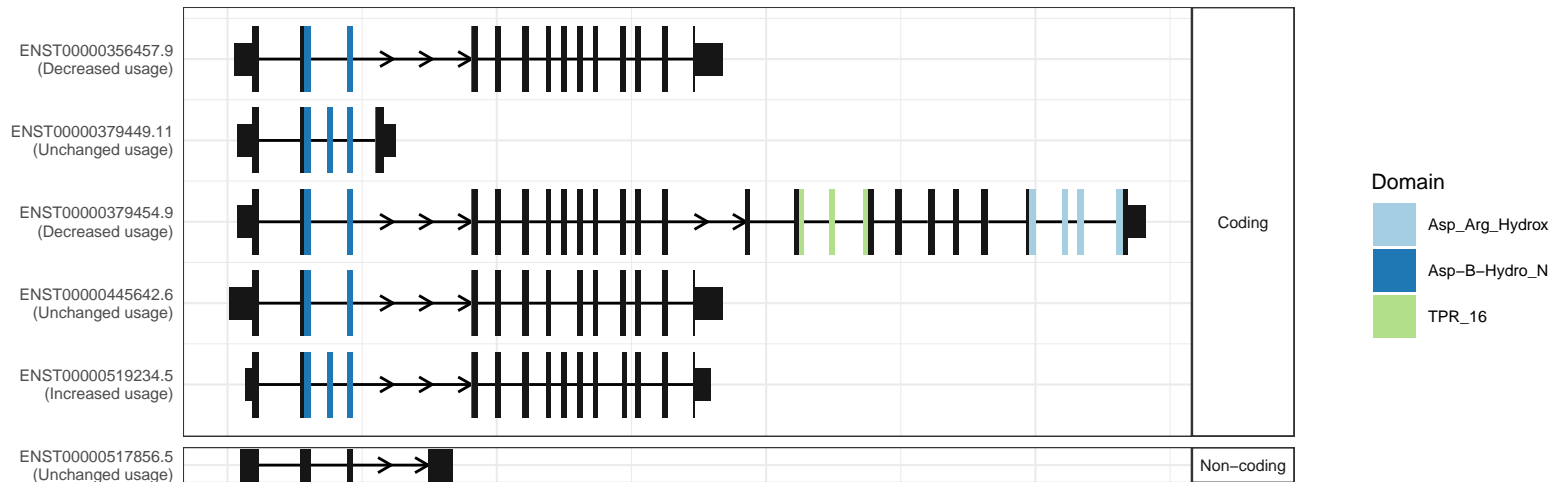 ENST00000356457.9
(Decreased usage)
ENST00000379449.11
(Unchanged usage)
ENST00000379454.9
(Decreased usage)
ENST00000445642.6
(Unchanged usage)
ENST00000519234.5
(Increased usage)
ENST00000517856.5
(Unchanged usage)
Coding
Non−coding
Domain
Asp_Arg_Hydrox
Asp−B−Hydro_N
TPR_16